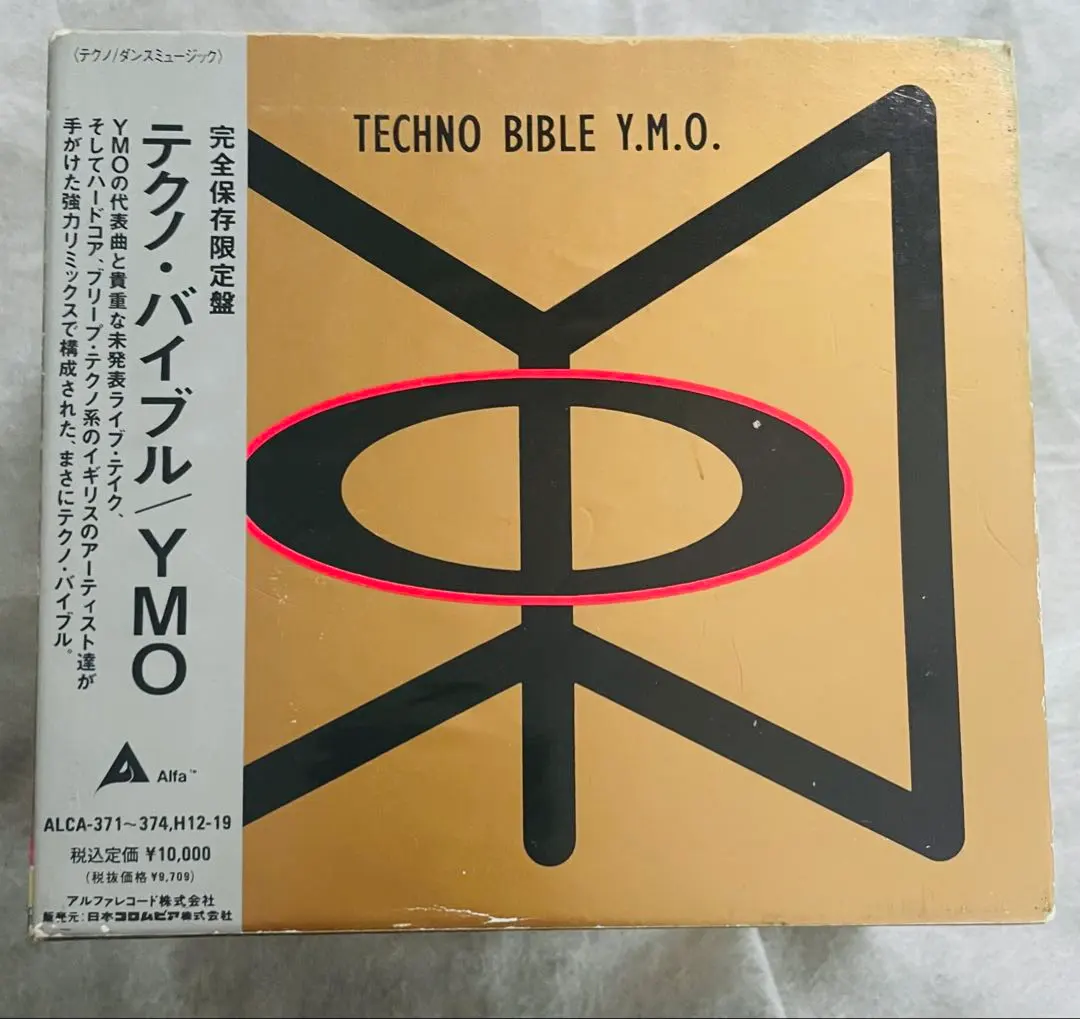 〈テクノ/ダンスミュージック〉
完全保存限定盤
テクノ・バイブル/YMO
YMOの代表曲と貴重な未発表ライブ・テイク、
そしてハードコア、ブリープ・テクノ系のイギリスのアーティスト達が
手がけた強力リミックスで構成された、まさにテクノ・バイブル。
Alfa™
ALCA-371~374,H12-19
税込定価 ¥10,000
(税抜価格 ¥9,709)
アルファレコード株式会社
販売元:日本コロムビア株式会社
TECHNO BIBLE Y.M.O.